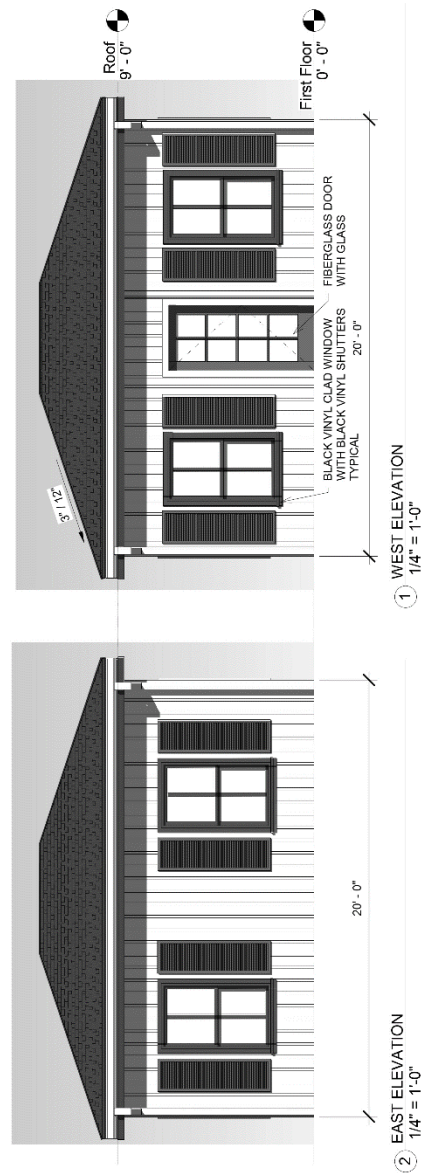 Roof
9' - 0"
First Floor
0' - 0"
3" / 12"
FIBERGLASS DOOR
WITH GLASS
BLACK VINYL CLAD WINDOW
WITH BLACK VINYL SHUTTERS
TYPICAL
20' - 0"
1 WEST ELEVATION
1/4" = 1'-0"
20' - 0"
2 EAST ELEVATION
1/4" = 1'-0"